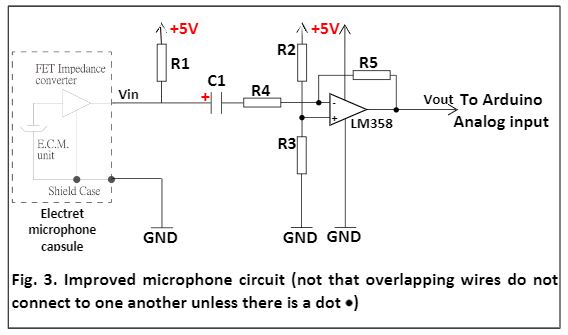 +5V
+5V
R1
R2
R5
FET Impedance
converter
C1
R4
Vin
+
-
+
Vout
To Arduino
Analog input
LM358
E.C.M.
unit
R3
Shield Case
Electret
microphone
capsule
GND
GND
GND
Fig. 3. Improved microphone circuit (not that overlapping wires do not
connect to one another unless there is a dot ●)